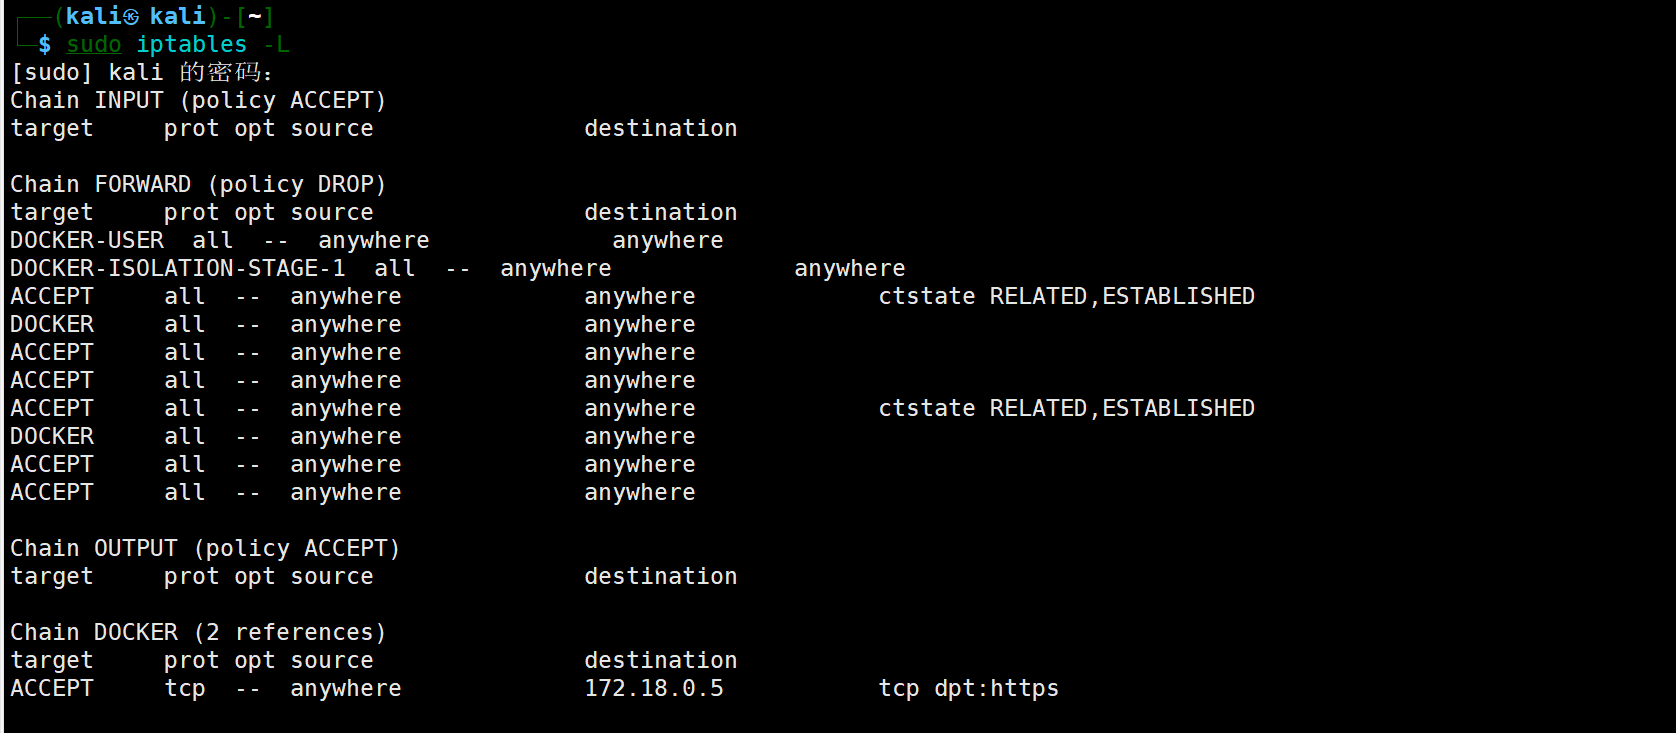 ┌──(kali㉿kali)-[~]
└─$ sudo iptables -L
[sudo] kali 的密码：
Chain INPUT (policy ACCEPT)
target     prot opt source               destination

Chain FORWARD (policy DROP)
target     prot opt source               destination
DOCKER-USER  all  --  anywhere             anywhere
DOCKER-ISOLATION-STAGE-1  all  --  anywhere             anywhere
ACCEPT     all  --  anywhere             anywhere             ctstate RELATED,ESTABLISHED
DOCKER     all  --  anywhere             anywhere
ACCEPT     all  --  anywhere             anywhere
ACCEPT     all  --  anywhere             anywhere
ACCEPT     all  --  anywhere             anywhere             ctstate RELATED,ESTABLISHED
DOCKER     all  --  anywhere             anywhere
ACCEPT     all  --  anywhere             anywhere
ACCEPT     all  --  anywhere             anywhere

Chain OUTPUT (policy ACCEPT)
target     prot opt source               destination

Chain DOCKER (2 references)
target     prot opt source               destination
ACCEPT     tcp  --  anywhere             172.18.0.5           tcp dpt:https